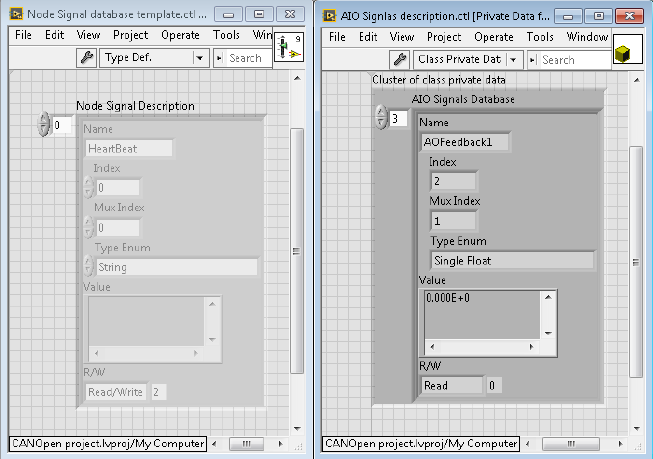 Node Signal database template.ctl ...
File Edit View Project Operate Tools
Type Def. Search 9
Node Signal Description
0
Name
HeartBeat
Index
0
Mux Index
0
Type Enum
String
Value
R/W
Read/Write 2
CANOpen project.lvproj/My Computer
AIO Signlas description.ctl [Private Data f...
File Edit View Project Operate Tools Window
Class Private Dat Search
Cluster of class private data
AIO Signals Database
3
Name
AOFeedback1
Index
2
Mux Index
1
Type Enum
Single Float
Value
0.000E+0
R/W
Read 0
CANOpen project.lvproj/My Computer